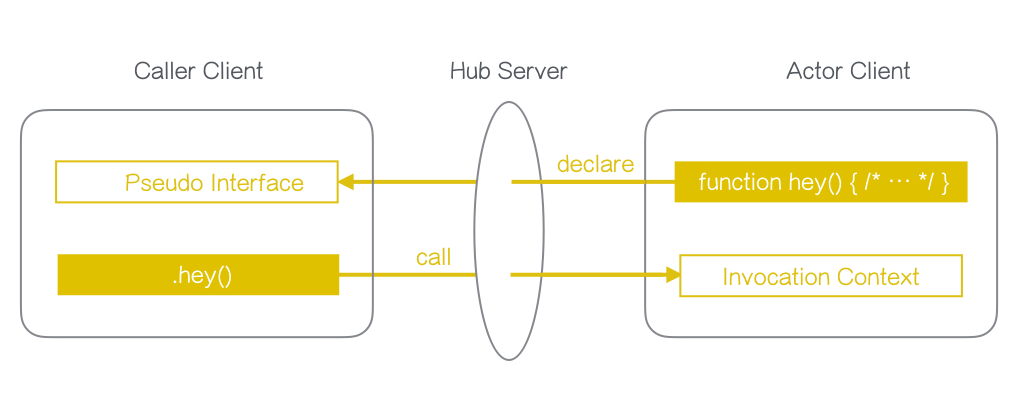 Caller Client
Hub Server
Actor Client
declare
Pseudo Interface
function hey() { /* ⋯ */ }
call
.hey()
Invocation Context